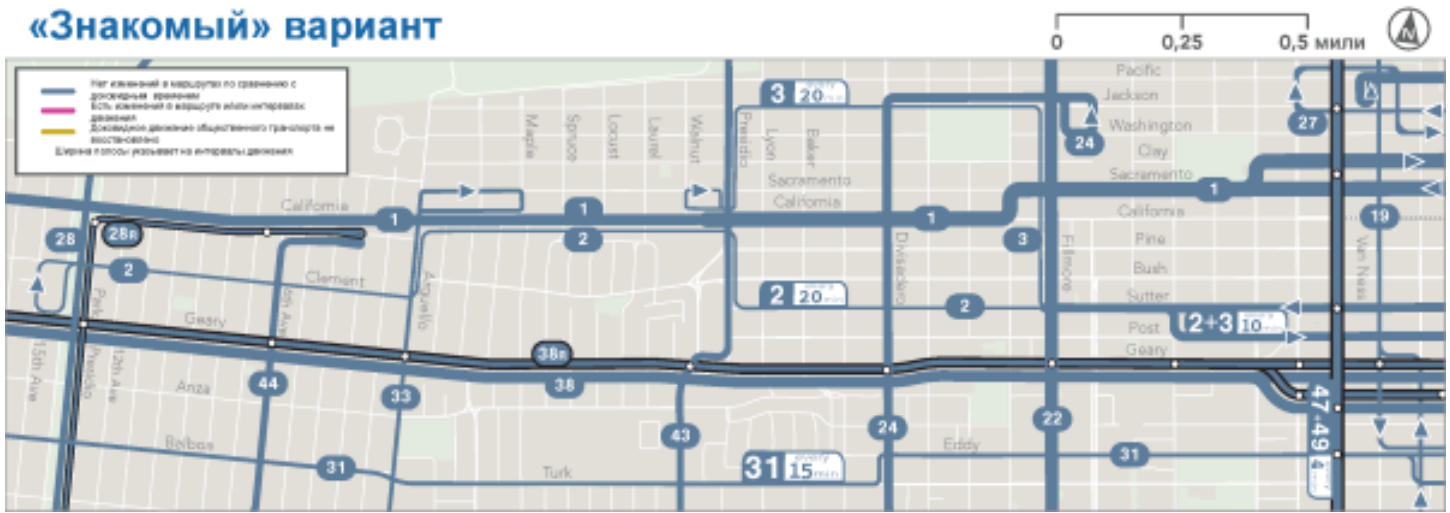 «Знакомый» вариант
0 0,25 0,5 мили
N
Нет изменений в маршрутах по сравнению с
доковидным временем
Есть изменения в маршруте и/или интервалах
движения
Доковидное движение общественного транспорта не
восстановлено
Ширина полосы указывает на интервалы движения
Pacific
Jackson
Washington
Clay
Sacramento
California
Pine
Bush
Sutter
Post
Geary
3 every 20 min
24
27
19
Maple
Spruce
Locust
Laurel
Walnut
Presidio
Lyon
Baker
Sacramento
California
California
1
1
1
1
28
28R
2
2
3
2 every 20 min
2
2+3 every 10 min
Clement
Arguello
Divisadero
Fillmore
Van Ness
Park Presidio
15th Ave
12th Ave
Geary
Anza
Balboa
38R
38
44
33
43
24
22
47+49
31
Turk
31 every 15 min
Eddy
31